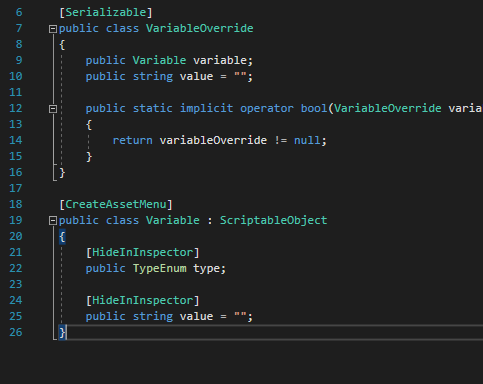 6 [Serializable]
7 public class VariableOverride
8 {
9 public Variable variable;
10 public string value = "";
11
12 public static implicit operator bool(VariableOverride varia
13 {
14 return variableOverride != null;
15 }
16 }
17
18 [CreateAssetMenu]
19 public class Variable : ScriptableObject
20 {
21 [HideInInspector]
22 public TypeEnum type;
23
24 [HideInInspector]
25 public string value = "";
26 }